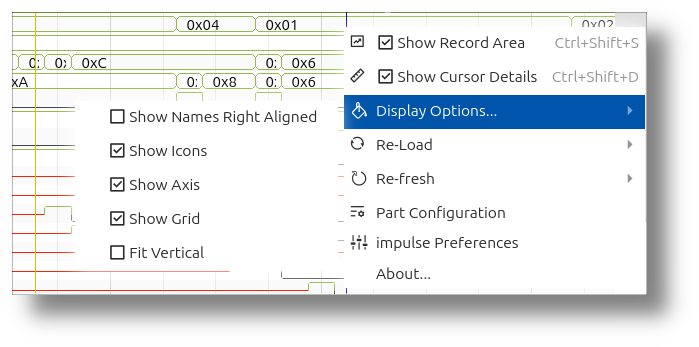 0x04 0x01 0x02
0: 0x 0xC 0: 0x6
xA 0: 0x8 0: 0x6
Show Record Area Ctrl+Shift+S
Show Cursor Details Ctrl+Shift+D
Display Options...
Re-Load
Re-fresh
Part Configuration
impulse Preferences
About...
Show Names Right Aligned
Show Icons
Show Axis
Show Grid
Fit Vertical